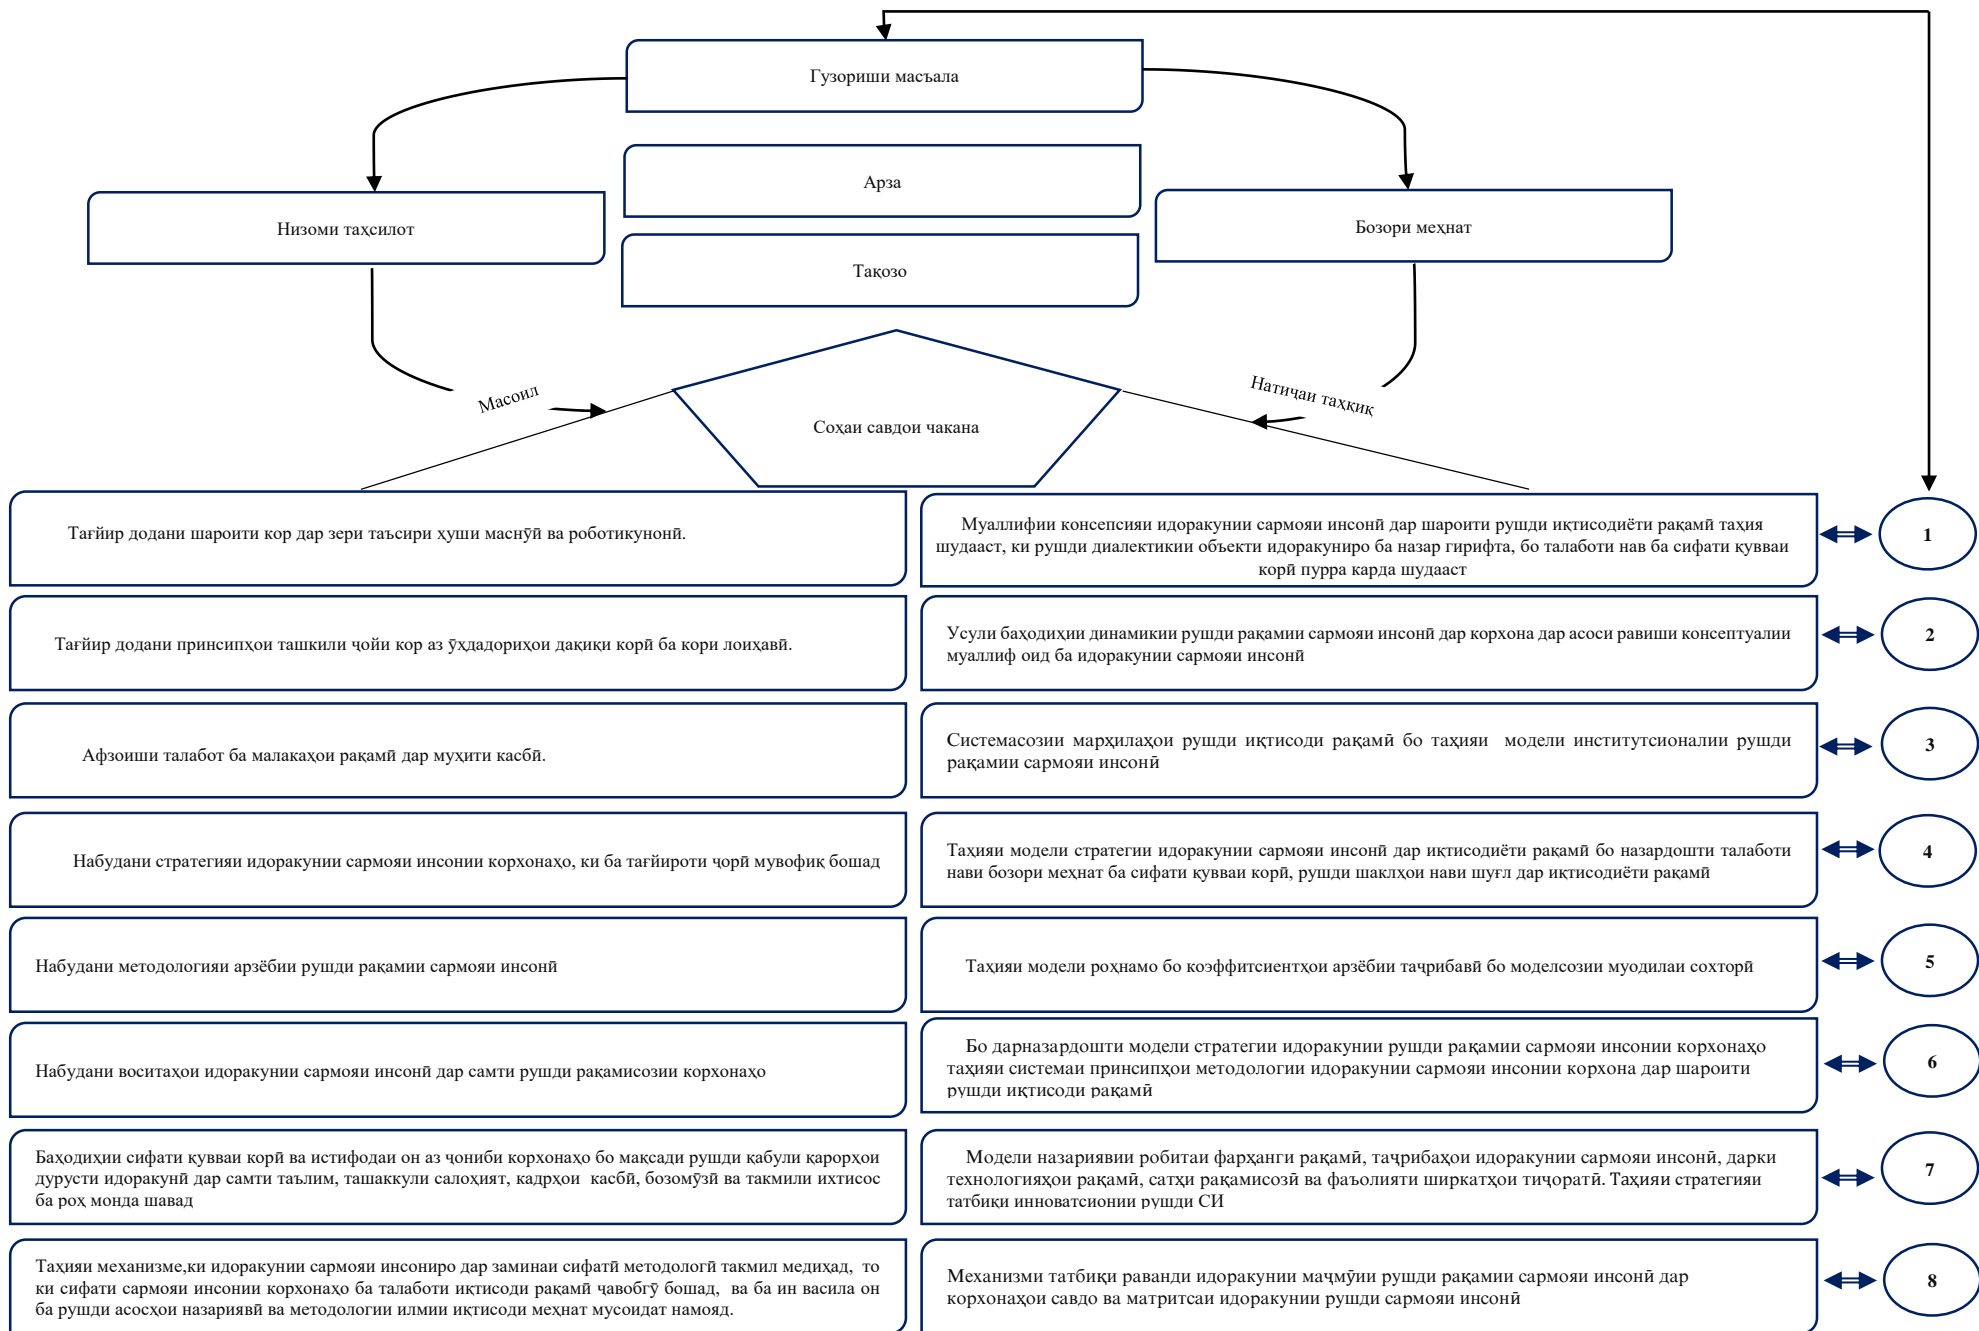 Гузориши масъала
Арза
Низоми таҳсилот
Бозори меҳнат
Тақозо
Масоил
Натиҷаи таҳқиқ
Соҳаи савдои чакана
Тағйир додани шароити кор дар зери таъсири ҳуши маснӯӣ ва роботикунонӣ.
Муаллифии консепсияи идоракунии сармояи инсонӣ дар шароити рушди иқтисодиёти рақамӣ таҳия
шудааст, ки рушди диалектикии объекти идоракуниро ба назар гирифта, бо талаботи нав ба сифати қувваи
корӣ пурра карда шудааст
1
Тағйир додани принсипҳои ташкили ҷойи кор аз ӯҳдадориҳои дақиқи корӣ ба кори лоиҳавӣ.
Усули баҳодиҳии динамикии рушди рақамии сармояи инсонӣ дар корхона дар асоси равиши консептуалии
муаллиф оид ба идоракунии сармояи инсонӣ
2
Афзоиши талабот ба малакаҳои рақамӣ дар муҳити касбӣ.
Системасозии марҳилаҳои рушди иқтисоди рақамӣ бо таҳияи модели институтсионалии рушди
рақамии сармояи инсонӣ
3
Набудани стратегияи идоракунии сармояи инсонии корхонаҳо, ки ба тағйироти ҷорӣ мувофиқ бошад
Таҳияи модели стратегии идоракунии сармояи инсонӣ дар иқтисодиёти рақамӣ бо назардошти талаботи
нави бозори меҳнат ба сифати қувваи корӣ, рушди шаклҳои нави шуғл дар иқтисодиёти рақамӣ
4
Набудани методологияи арзёбии рушди рақамии сармояи инсонӣ
Таҳияи модели роҳнамо бо коэффитсиентҳои арзёбии таҷрибавӣ бо моделсозии муодилаи сохторӣ
5
Набудани воситаҳои идоракунии сармояи инсонӣ дар самти рушди рақамисозии корхонаҳо
Бо дарназардошти модели стратегии идоракунии рушди рақамии сармояи инсонии корхонаҳо
таҳияи системаи принсипҳои методологии идоракунии сармояи инсонии корхона дар шароити
рушди иқтисоди рақамӣ
6
Баҳодиҳии сифати қувваи корӣ ва истифодаи он аз ҷониби корхонаҳо бо мақсади рушди қабули қарорҳои
дурусти идоракунӣ дар самти таълим, ташаккули салоҳият, кадрҳои касбӣ, бозомӯзӣ ва такмили ихтисос
ба роҳ монда шавад
Модели назариявии робитаи фарҳанги рақамӣ, таҷрибаҳои идоракунии сармояи инсонӣ, дарки
технологияҳои рақамӣ, сатҳи рақамисозӣ ва фаъолияти ширкатҳои тиҷоратӣ. Таҳияи стратегияи
татбиқи инноватсионии рушди СИ
7
Таҳияи механизме,ки идоракунии сармояи инсониро дар заминаи сифатӣ методологӣ такмил медиҳад, то
ки сифати сармояи инсонии корхонаҳо ба талаботи иқтисоди рақамӣ ҷавобгӯ бошад, ва ба ин васила он
ба рушди асосҳои назариявӣ ва методологии илмии иқтисоди меҳнат мусоидат намояд.
Механизми татбиқи раванди идоракунии маҷмӯии рушди рақамии сармояи инсонӣ дар
корхонаҳои савдо ва матритсаи идоракунии рушди сармояи инсонӣ
8